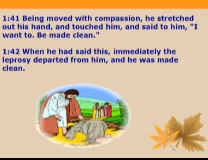 1:41 Being moved with compassion, he stretched
out his hand, and touched him, and said to him, "I
want to. Be made clean."
1:42 When he had said this, immediately the
leprosy departed from him, and he was made
clean.